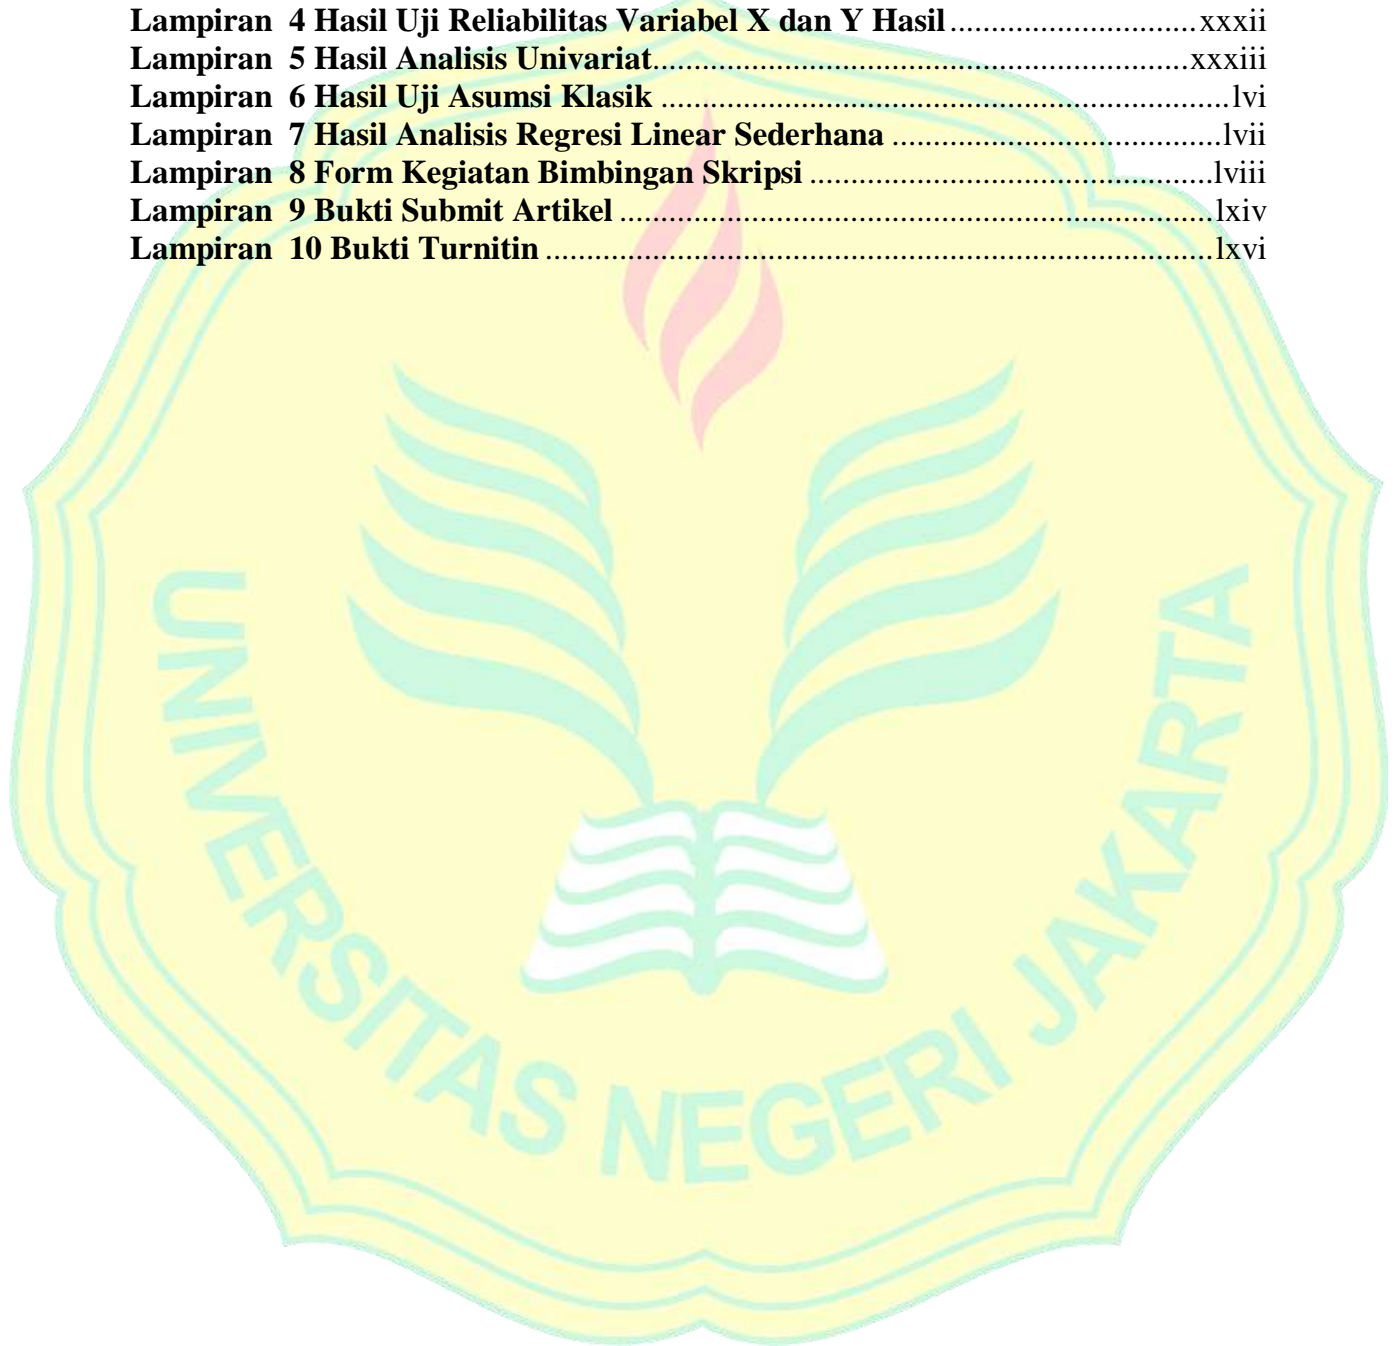 Lampiran 4 Hasil Uji Reliabilitas Variabel X dan Y Hasil.............................. xxxii
Lampiran 5 Hasil Analisis Univariat................................................................ xxxiii
Lampiran 6 Hasil Uji Asumsi Klasik .................................................................... lvi
Lampiran 7 Hasil Analisis Regresi Linear Sederhana ........................................ lvii
Lampiran 8 Form Kegiatan Bimbingan Skripsi ................................................. lviii
Lampiran 9 Bukti Submit Artikel ........................................................................ lxiv
Lampiran 10 Bukti Turnitin ................................................................................ lxvi
UNIVERSITAS NEGERI JAKARTA